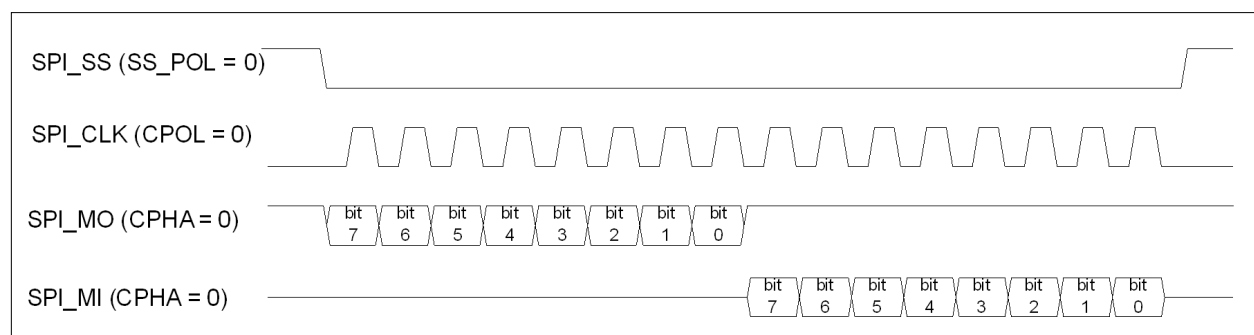 SPI_SS (SS_POL = 0)
SPI_CLK (CPOL = 0)
SPI_MO (CPHA = 0)
bit bit bit bit bit bit bit bit
7 6 5 4 3 2 1 0
SPI_MI (CPHA = 0)
bit bit bit bit bit bit bit bit
7 6 5 4 3 2 1 0